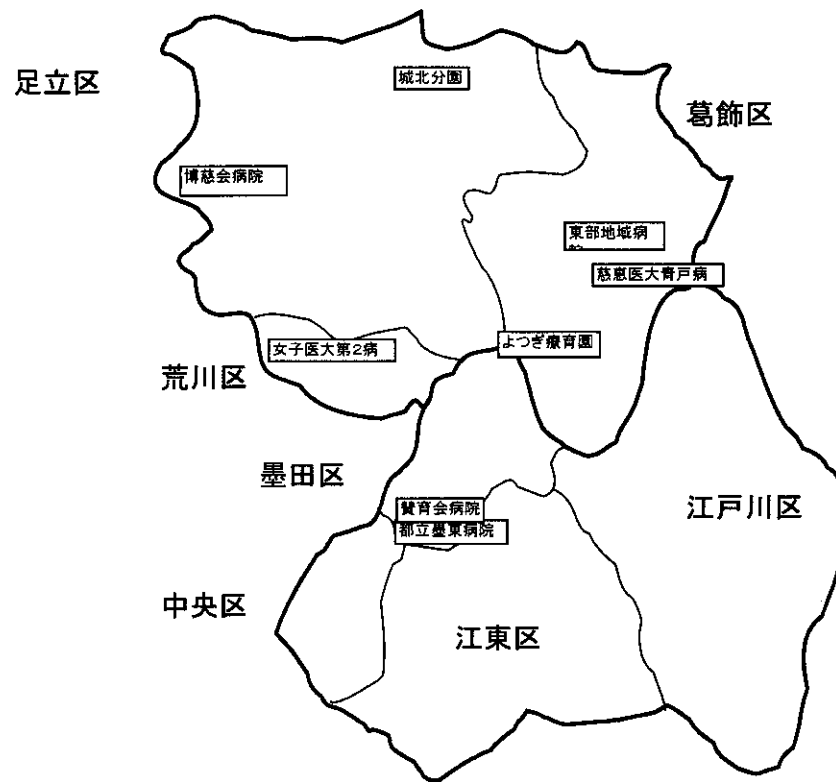 足立区
城北分園
葛飾区
博慈会病院
東部地域病
慈恵医大青戸病
女子医大第2病
よつぎ療育園
荒川区
墨田区
賛育会病院
都立墨東病院
江戸川区
中央区
江東区